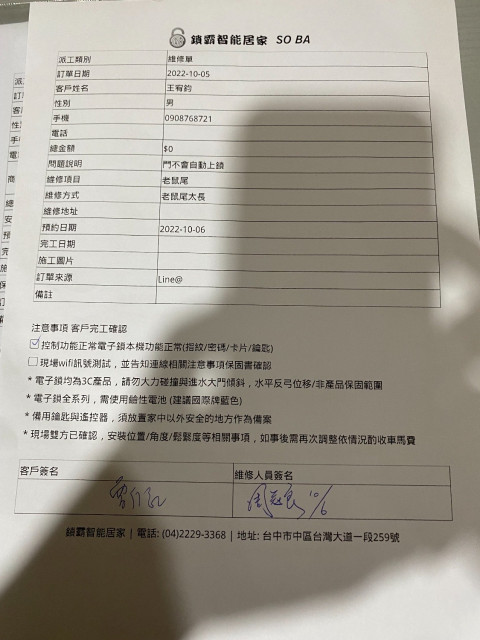 鎖霸智能居家 SO BA
派工類別 維修單
訂單日期 2022-10-05
客戶姓名 王宥鈞
性別 男
手機 0908768721
電話
總金額 $0
問題說明 門不會自動上鎖
維修項目 老鼠尾
維修方式 老鼠尾太長
維修地址
預約日期 2022-10-06
完工日期
施工圖片
訂單來源 Line@
備註
注意事項 客戶完工確認
控制功能正常電子鎖本機功能正常(指紋/密碼/卡片/鑰匙)
現場wifi訊號測試，並告知連線相關注意事項保固書確認
* 電子鎖均為3C產品，請勿大力碰撞與進水大門傾斜，水平反弓位移/非產品保固範圍
* 電子鎖全系列，需使用鹼性電池 (建議國際牌藍色)
* 備用鑰匙與遙控器，須放置家中以外安全的地方作為備案
* 現場雙方已確認，安裝位置/角度/鬆緊度等相關事項，如事後需再次調整依情況酌收車馬費
客戶簽名 維修人員簽名
10/6
鎖霸智能居家 | 電話: (04)2229-3368 | 地址: 台中市中區台灣大道一段259號